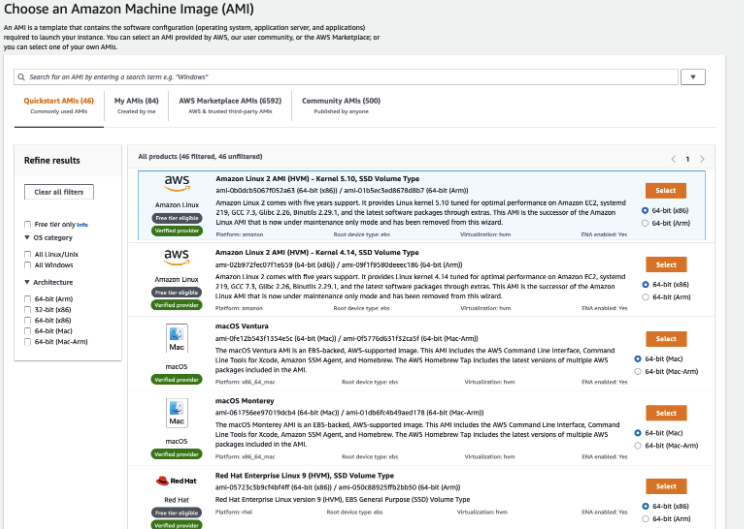 Choose an Amazon Machine Image (AMI)
An AMI is a template that contains the software configuration (operating system, application server, and applications)
required to launch your instance. You can select an AMI provided by AWS, our user community, or the AWS Marketplace; or
you can select one of your own AMIs.
Search for an AMI by entering a search term e.g. "Windows"
Quickstart AMIs (46)
Commonly used AMIs
My AMIs (84)
Created by me
AWS Marketplace AMIs (6592)
AWS & trusted third-party AMIs
Community AMIs (500)
Published by anyone
Refine results
Clear all filters
Free tier only Info
OS category
All Linux/Unix
All Windows
Architecture
64-bit (Arm)
32-bit (x86)
64-bit (x86)
64-bit (Mac)
64-bit (Mac-Arm)
All products (46 filtered, 46 unfiltered)
1
aws
Amazon Linux
Free tier eligible
Verified provider
Amazon Linux 2 AMI (HVM) - Kernel 5.10, SSD Volume Type
ami-0b0dcb5067f052a63 (64-bit (x86)) / ami-01b5ec3ed8678d8b7 (64-bit (Arm))
Amazon Linux 2 comes with five years support. It provides Linux kernel 5.10 tuned for optimal performance on Amazon EC2, systemd
219, GCC 7.3, Glibc 2.26, Binutils 2.29.1, and the latest software packages through extras. This AMI is the successor of the Amazon
Linux AMI that is now under maintenance only mode and has been removed from this wizard.
Platform: amazon Root device type: ebs Virtualization: hvm ENA enabled: Yes
Select
64-bit (x86)
64-bit (Arm)
aws
Amazon Linux
Free tier eligible
Verified provider
Amazon Linux 2 AMI (HVM) - Kernel 4.14, SSD Volume Type
ami-02b972fec07f1e659 (64-bit (x86)) / ami-09f1f9580deeec186 (64-bit (Arm))
Amazon Linux 2 comes with five years support. It provides Linux kernel 4.14 tuned for optimal performance on Amazon EC2, systemd
219, GCC 7.3, Glibc 2.26, Binutils 2.29.1, and the latest software packages through extras. This AMI is the successor of the Amazon
Linux AMI that is now under maintenance only mode and has been removed from this wizard.
Platform: amazon Root device type: ebs Virtualization: hvm ENA enabled: Yes
Select
64-bit (x86)
64-bit (Arm)
Mac
macOS
Verified provider
macOS Ventura
ami-0fe12b543f1354e5c (64-bit (Mac)) / ami-0f5776d631f32ca5f (64-bit (Mac-Arm))
The macOS Ventura AMI is an EBS-backed, AWS-supported image. This AMI includes the AWS Command Line Interface, Command
Line Tools for Xcode, Amazon SSM Agent, and Homebrew. The AWS Homebrew Tap includes the latest versions of multiple AWS
packages included in the AMI.
Platform: x86_64_mac Root device type: ebs Virtualization: hvm ENA enabled: Yes
Select
64-bit (Mac)
64-bit (Mac-Arm)
Mac
macOS
Verified provider
macOS Monterey
ami-061756ee97019dcb4 (64-bit (Mac)) / ami-01db6fc4b49aed178 (64-bit (Mac-Arm))
The macOS Monterey AMI is an EBS-backed, AWS-supported image. This AMI includes the AWS Command Line Interface, Command
Line Tools for Xcode, Amazon SSM Agent, and Homebrew. The AWS Homebrew Tap includes the latest versions of multiple AWS
packages included in the AMI.
Platform: x86_64_mac Root device type: ebs Virtualization: hvm ENA enabled: Yes
Select
64-bit (Mac)
64-bit (Mac-Arm)
Red Hat
Red Hat
Free tier eligible
Verified provider
Red Hat Enterprise Linux 9 (HVM), SSD Volume Type
ami-05723c3b9cf4bf4ff (64-bit (x86)) / ami-050c88925ffb2bb50 (64-bit (Arm))
Red Hat Enterprise Linux version 9 (HVM), EBS General Purpose (SSD) Volume Type
Platform: rhel Root device type: ebs Virtualization: hvm ENA enabled: Yes
Select
64-bit (x86)
64-bit (Arm)